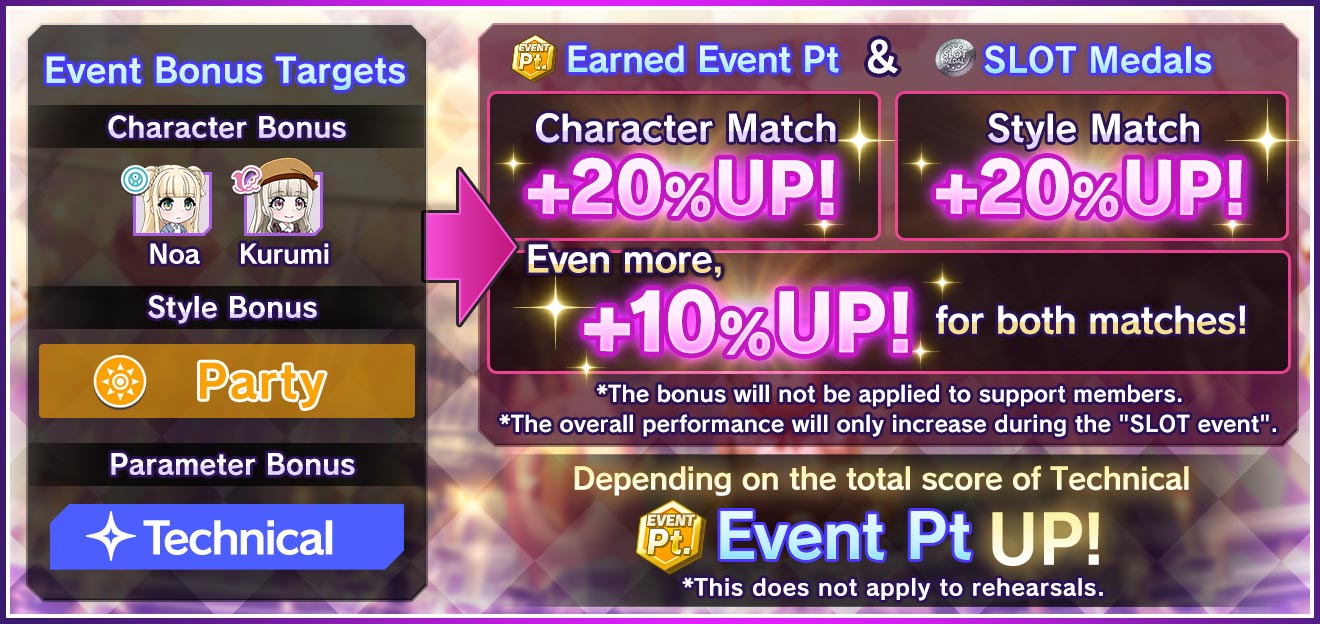 Event Bonus Targets
Character Bonus
Noa
Kurumi
Style Bonus
Party
Parameter Bonus
Technical
EVENT
Pt.
Earned Event Pt & SLOT Medals
SLOT
MEDAL
Character Match
+20%UP!
Style Match
+20%UP!
Even more,
+10%UP! for both matches!
*The bonus will not be applied to support members.
*The overall performance will only increase during the "SLOT event".
Depending on the total score of Technical
EVENT
Pt.
Event Pt UP!
*This does not apply to rehearsals.